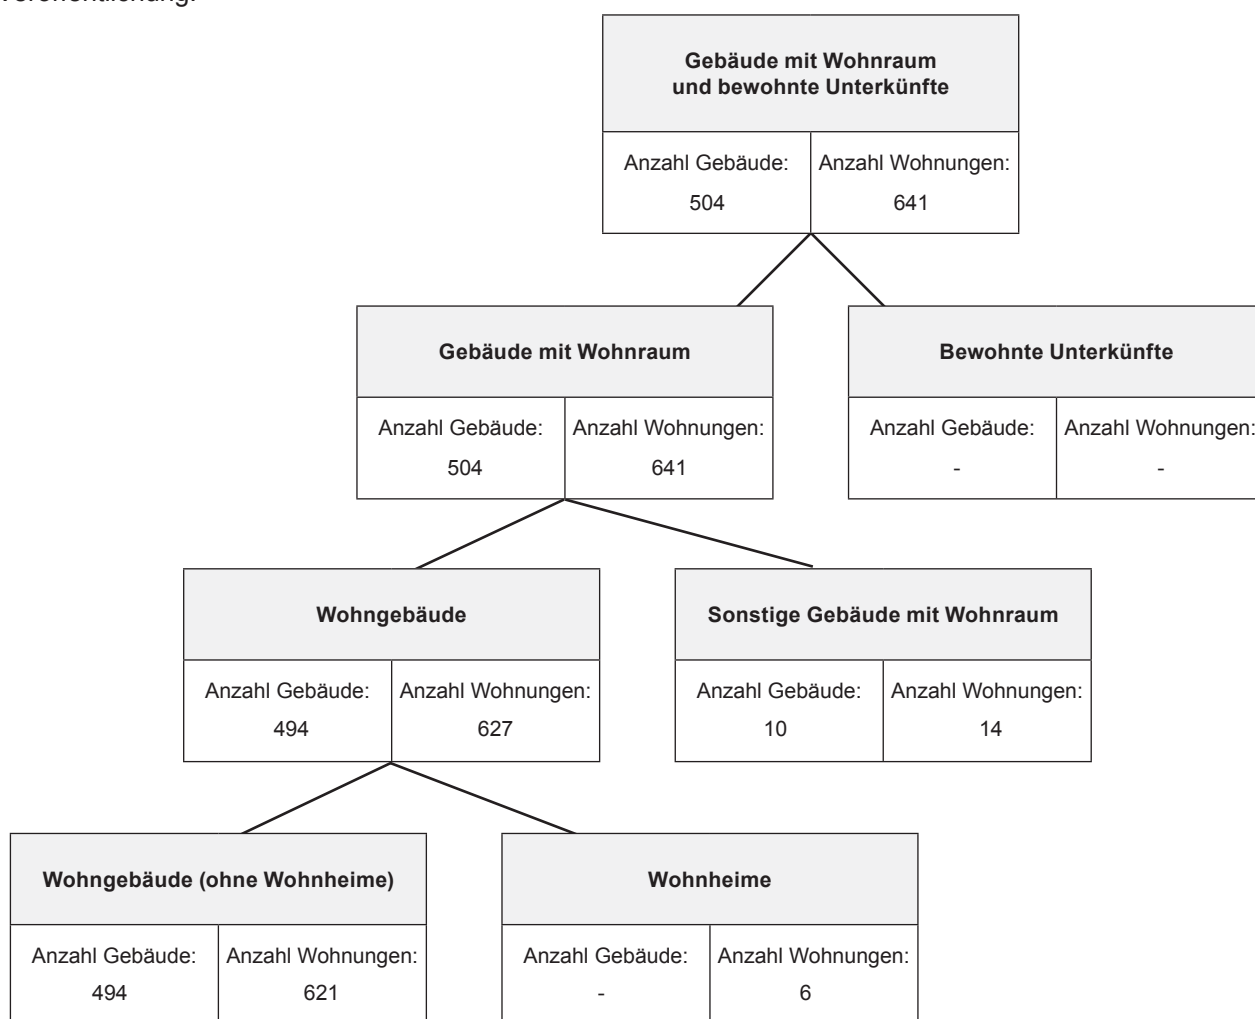 Veröffentlichung.
Gebäude mit Wohnraum
und bewohnte Unterkünfte
Anzahl Gebäude: Anzahl Wohnungen:
504 641
Gebäude mit Wohnraum Bewohnte Unterkünfte
Anzahl Gebäude: Anzahl Wohnungen: Anzahl Gebäude: Anzahl Wohnungen:
504 641 - -
Wohngebäude Sonstige Gebäude mit Wohnraum
Anzahl Gebäude: Anzahl Wohnungen: Anzahl Gebäude: Anzahl Wohnungen:
494 627 10 14
Wohngebäude (ohne Wohnheime) Wohnheime
Anzahl Gebäude: Anzahl Wohnungen: Anzahl Gebäude: Anzahl Wohnungen:
494 621 - 6